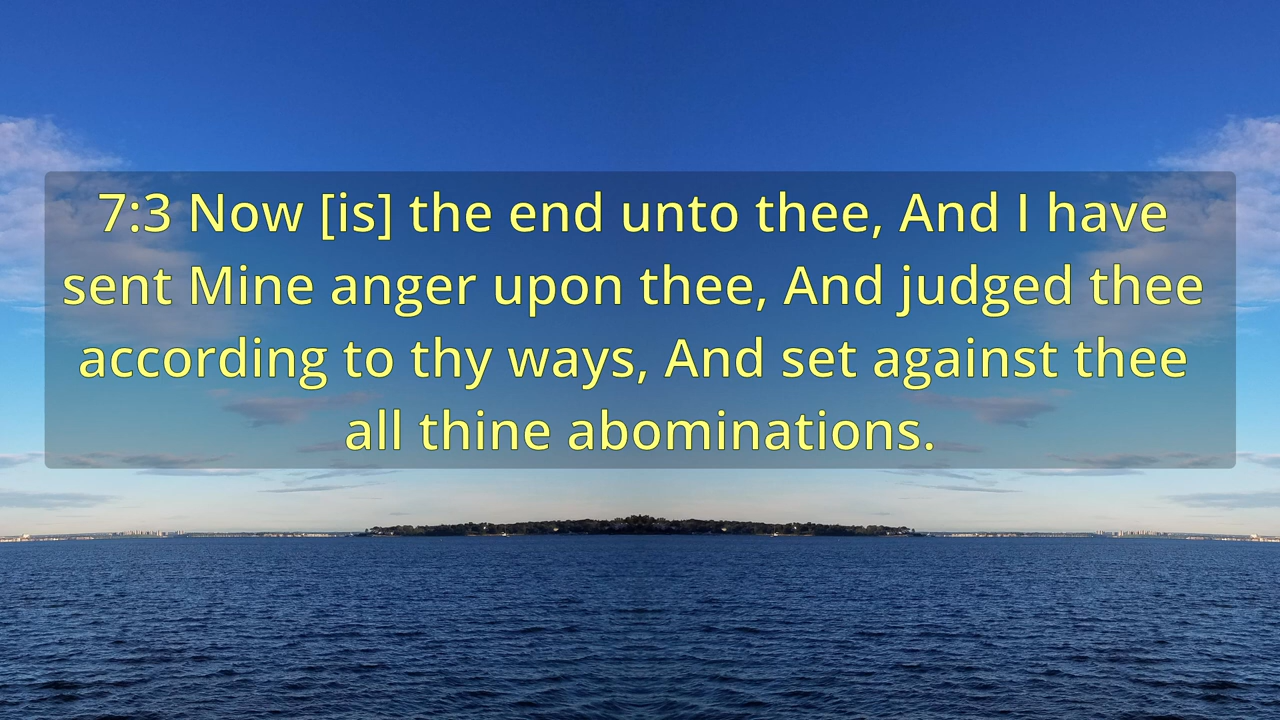 7:3 Now [is] the end unto thee, And I have
sent Mine anger upon thee, And judged thee
according to thy ways, And set against thee
all thine abominations.